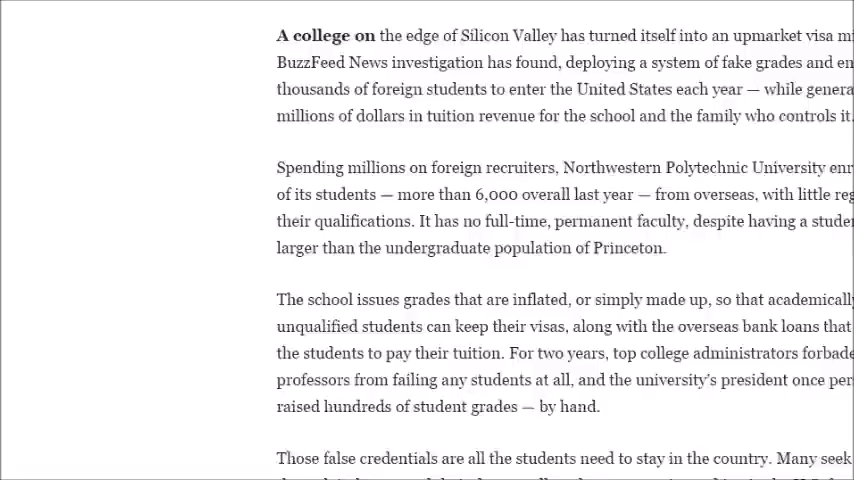 A college on the edge of Silicon Valley has turned itself into an upmarket visa
BuzzFeed News investigation has found, deploying a system of fake grades and
thousands of foreign students to enter the United States each year — while
millions of dollars in tuition revenue for the school and the family who controls it.
Spending millions on foreign recruiters, Northwestern Polytechnic University
of its students — more than 6,000 overall last year — from overseas, with little
their qualifications. It has no full-time, permanent faculty, despite having a
larger than the undergraduate population of Princeton.
The school issues grades that are inflated, or simply made up, so that academically
unqualified students can keep their visas, along with the overseas bank loans that
the students to pay their tuition. For two years, top college administrators forbade
professors from failing any students at all, and the university's president once
raised hundreds of student grades — by hand.
Those false credentials are all the students need to stay in the country. Many seek